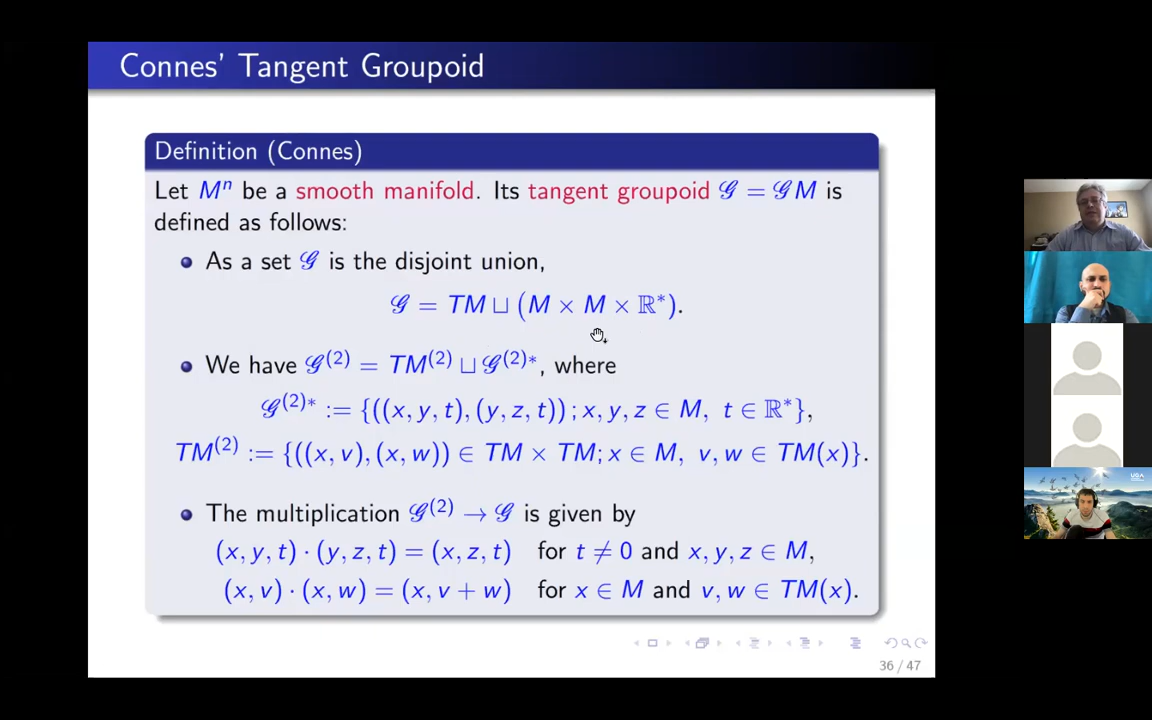 Connes' Tangent Groupoid
Definition (Connes)
Let Mⁿ be a smooth manifold. Its tangent groupoid 𝒢 = 𝒢M is
defined as follows:
As a set 𝒢 is the disjoint union,
𝒢 = TM ⊔ (M × M × ℝ*).
We have 𝒢⁽²⁾ = TM⁽²⁾ ⊔ 𝒢⁽²⁾*, where
𝒢⁽²⁾* := {((x, y, t), (y, z, t)); x, y, z ∈ M, t ∈ ℝ*},
TM⁽²⁾ := {((x, v), (x, w)) ∈ TM × TM; x ∈ M, v, w ∈ TM(x)}.
The multiplication 𝒢⁽²⁾ → 𝒢 is given by
(x, y, t) · (y, z, t) = (x, z, t) for t ≠ 0 and x, y, z ∈ M,
(x, v) · (x, w) = (x, v + w) for x ∈ M and v, w ∈ TM(x).
36 / 47
UGA